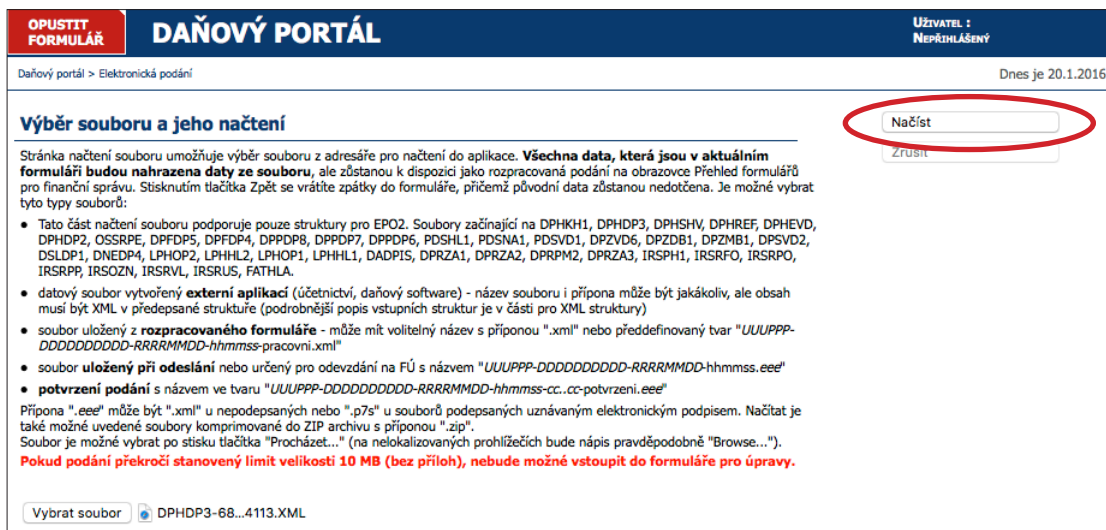 OPUSTIT
FORMULÁŘ
DAŇOVÝ PORTÁL
UŽIVATEL :
NEPŘIHLÁŠENÝ
Daňový portál > Elektronická podání
Dnes je 20.1.2016
Výběr souboru a jeho načtení
Načíst
Zrušit
Stránka načtení souboru umožňuje výběr souboru z adresáře pro načtení do aplikace. Všechna data, která jsou v aktuálním
formuláři budou nahrazena daty ze souboru, ale zůstanou k dispozici jako rozpracovaná podání na obrazovce Přehled formulářů
pro finanční správu. Stisknutím tlačítka Zpět se vrátíte zpátky do formuláře, přičemž původní data zůstanou nedotčena. Je možné vybrat
tyto typy souborů:
• Tato část načtení souboru podporuje pouze struktury pro EPO2. Soubory začínající na DPHKH1, DPHDP3, DPHSHV, DPHREF, DPHEVD,
DPHDP2, OSSRPE, DPFDP5, DPFDP4, DPPDP8, DPPDP7, DPPDP6, PDSHL1, PDSNA1, PDSVD1, DPZVD6, DPZDB1, DPZMB1, DPSVD2,
DSLDP1, DNEDP4, LPHOP2, LPHHL2, LPHOP1, LPHHL1, DADPIS, DPRZA1, DPRZA2, DPRPM2, DPRZA3, IRSPH1, IRSRFO, IRSRPO,
IRSRPP, IRSOZN, IRSRVL, IRSRUS, FATHLA.
• datový soubor vytvořený externí aplikací (účetnictví, daňový software) - název souboru i přípona může být jakákoliv, ale obsah
musí být XML v předepsané struktuře (podrobnější popis vstupních struktur je v části pro XML struktury)
• soubor uložený z rozpracovaného formuláře - může mít volitelný název s příponou ".xml" nebo předdefinovaný tvar "UUUPPP-
DDDDDDDDDD-RRRRMMDD-hhmmss-pracovni.xml"
• soubor uložený při odeslání nebo určený pro odevzdání na FÚ s názvem "UUUPPP-DDDDDDDDDD-RRRRMMDD-hhmmss.eee"
• potvrzení podání s názvem ve tvaru "UUUPPP-DDDDDDDDDD-RRRRMMDD-hhmmss-cc..cc-potvrzeni.eee"
Přípona ".eee" může být ".xml" u nepodepsaných nebo ".p7s" u souborů podepsaných uznávaným elektronickým podpisem. Načítat je
také možné uvedené soubory komprimované do ZIP archivu s příponou ".zip".
Soubor je možné vybrat po stisku tlačítka "Procházet..." (na nelokalizovaných prohlížečích bude nápis pravděpodobně "Browse...").
Pokud podání překročí stanovený limit velikosti 10 MB (bez příloh), nebude možné vstoupit do formuláře pro úpravy.
Vybrat soubor DPHDP3-68...4113.XML